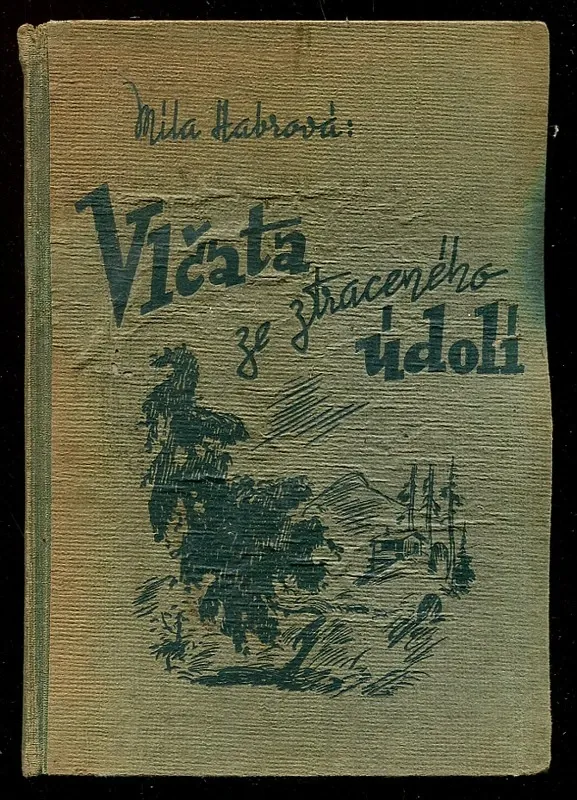 Míla Habrová:
Vlčata
ze ztraceného
údolí